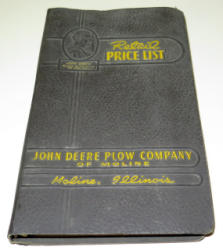 Retail
PRICE LIST
JOHN DEERE PLOW COMPANY
OF MOLINE
Moline, Illinois